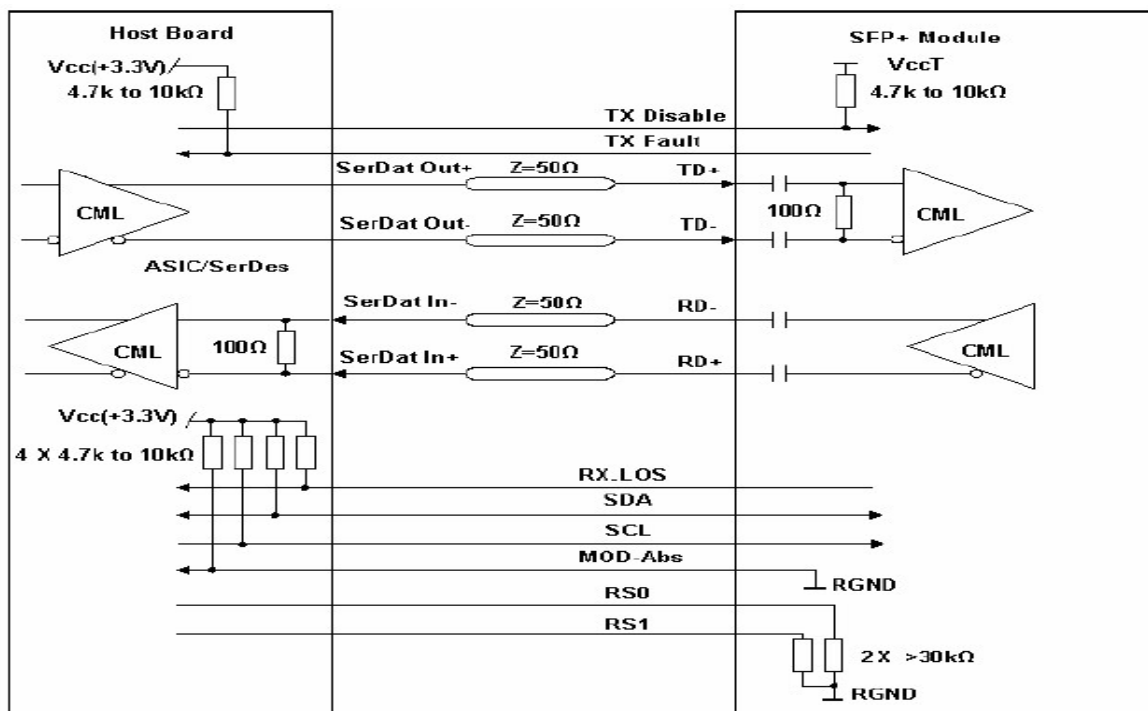 Host Board
SFP+ Module
Vcc(+3.3V)
4.7k to 10kΩ
VccT
4.7k to 10kΩ
TX Disable
TX Fault
SerDat Out+
Z=50Ω
TD+
CML
100Ω
CML
SerDat Out-
Z=50Ω
TD-
ASIC/SerDes
SerDat In-
Z=50Ω
RD-
CML
100Ω
CML
SerDat In+
Z=50Ω
RD+
Vcc(+3.3V)
4 X 4.7k to 10kΩ
RX_LOS
SDA
SCL
MOD-Abs
RGND
RS0
RS1
2X >30kΩ
RGND